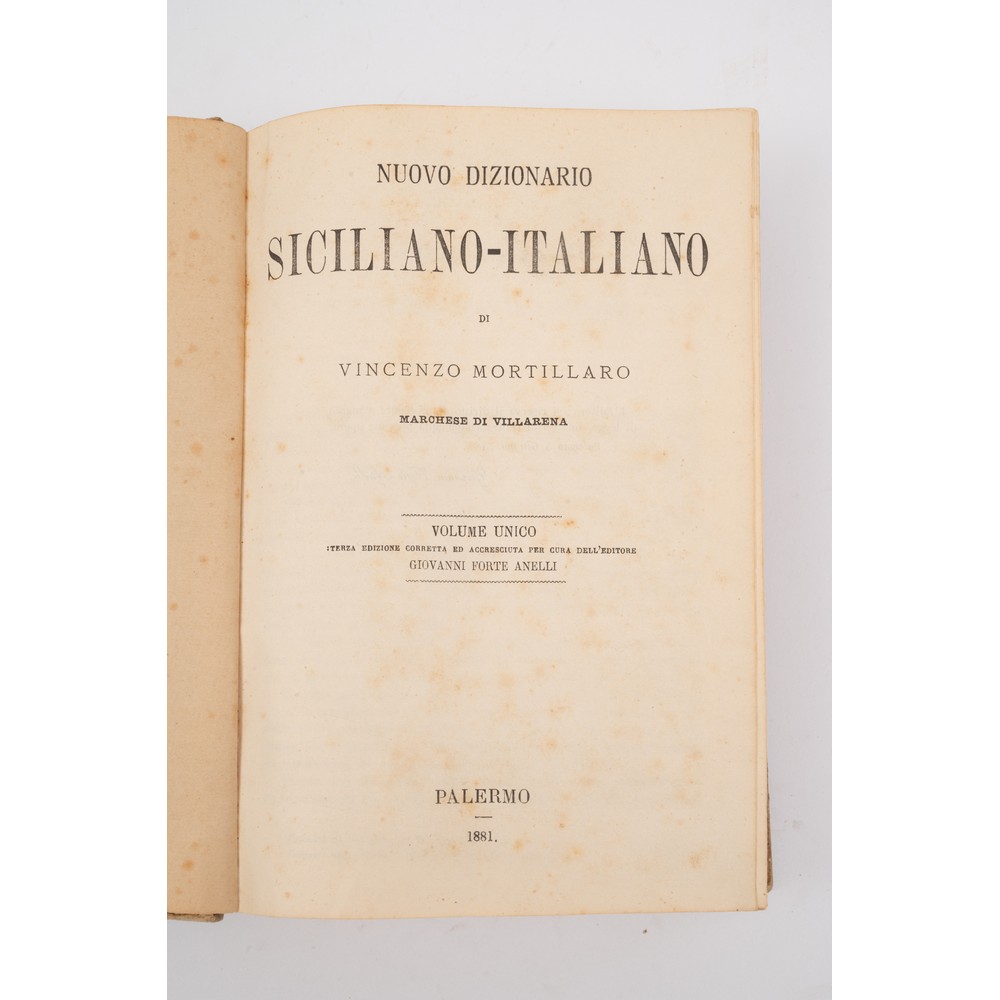 NUOVO DIZIONARIO
SICILIANO-ITALIANO
DI
VINCENZO MORTILLARO
MARCHESE DI VILLARENA
VOLUME UNICO
TERZA EDIZIONE CORRETTA ED ACCRESCIUTA PER CURA DELL'EDITORE
GIOVANNI FORTE ANELLI
PALERMO
1881.